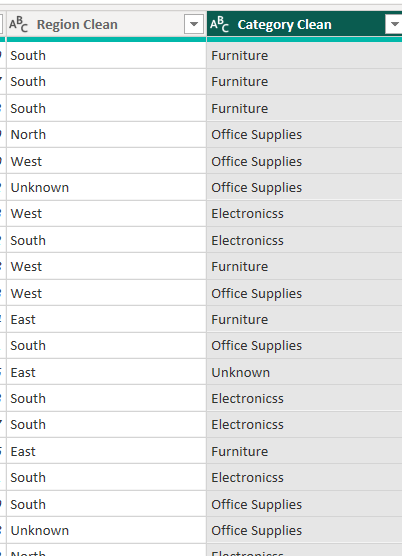 ABC Region Clean ABC Category Clean
South Furniture
South Furniture
South Furniture
North Office Supplies
West Office Supplies
Unknown Office Supplies
West Electronicss
South Electronicss
West Furniture
West Office Supplies
East Furniture
South Office Supplies
East Unknown
South Electronicss
South Electronicss
East Furniture
South Electronicss
South Office Supplies
Unknown Office Supplies
North Electronicss